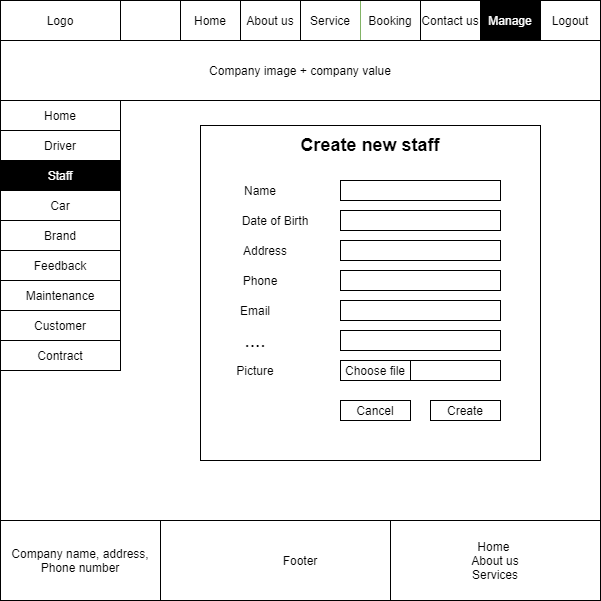 Logo
Home
About us
Service
Booking
Contact us
Manage
Logout
Company image + company value
Home
Driver
Staff
Car
Brand
Feedback
Maintenance
Customer
Contract
Create new staff
Name
Date of Birth
Address
Phone
Email
....
Picture
Choose file
Cancel
Create
Company name, address,
Phone number
Footer
Home
About us
Services